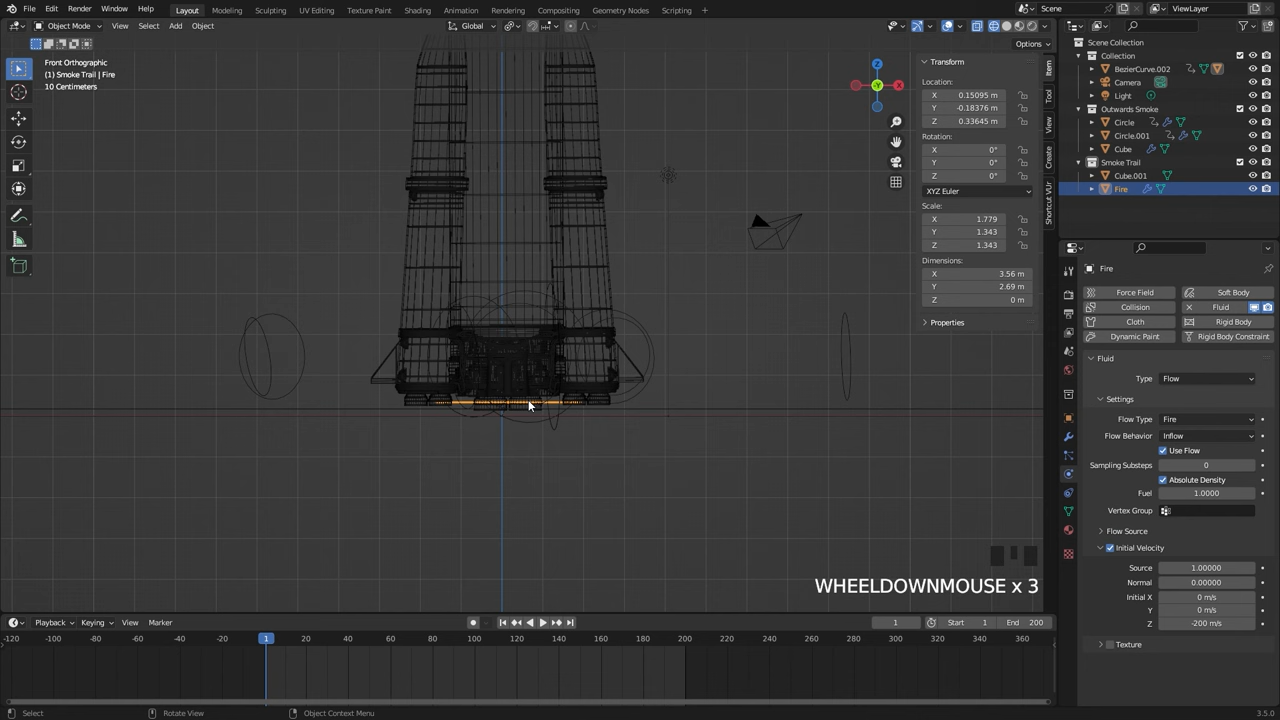 File Edit Render Window Help
Layout Modeling Sculpting UV Editing Texture Paint Shading Animation Rendering Compositing Geometry Nodes Scripting +
Scene
ViewLayer
Object Mode View Select Add Object
Global
Options
Front Orthographic
(1) Smoke Trail | Fire
10 Centimeters
Z
X
-Y
Transform
Location:
X 0.15095 m
Y -0.18376 m
Z 0.33645 m
Rotation:
X 0°
Y 0°
Z 0°
XYZ Euler
Scale:
X 1.779
Y 1.343
Z 1.343
Dimensions:
X 3.56 m
Y 2.69 m
Z 0 m
Properties
Item
Tool
View
Create
Shortcut VUr
Scene Collection
Collection
BezierCurve.002
Camera
Light
Outwards Smoke
Circle
Circle.001
Cube
Smoke Trail
Cube.001
Fire
Fire
Force Field Soft Body
Collision Fluid
Cloth Rigid Body
Dynamic Paint Rigid Body Constraint
Fluid
Type Flow
Settings
Flow Type Fire
Flow Behavior Inflow
Use Flow
Sampling Substeps 0
Absolute Density
Fuel 1.0000
Vertex Group
Flow Source
Initial Velocity
Source 1.00000
Normal 0.00000
Initial X 0 m/s
Y 0 m/s
Z -200 m/s
Texture
WHEELDOWNMOUSE x 3
Playback Keying View Marker
1 Start 1 End 200
-120 -100 -80 -60 -40 -20 1 20 40 60 80 100 120 140 160 180 200 220 240 260 280 300 320 340 360
Select Rotate View Object Context Menu 3.5.0